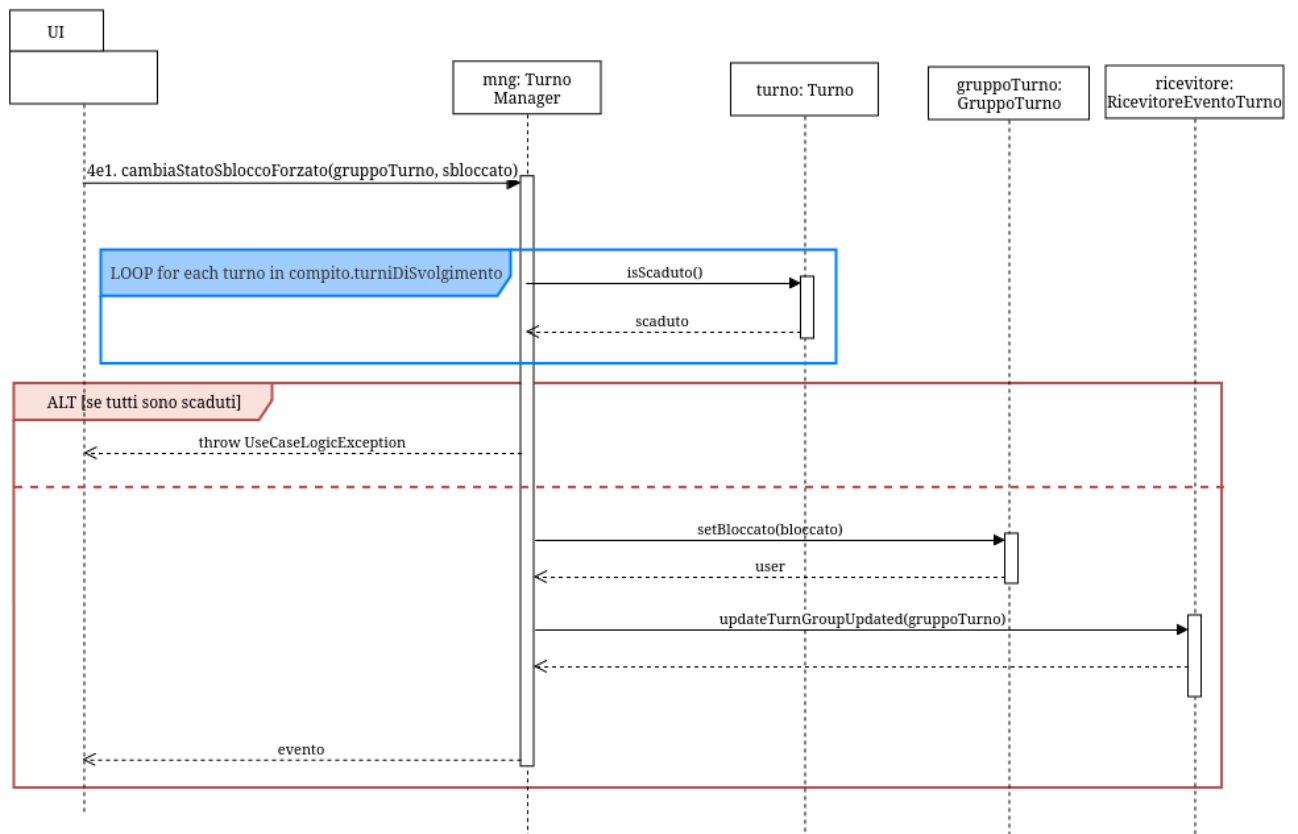 UI
mng: Turno
Manager
turno: Turno
gruppoTurno:
GruppoTurno
ricevitore:
RicevitoreEventoTurno
4e1. cambiaStatoSbloccoForzato(gruppoTurno, sbloccato)
LOOP for each turno in compito.turniDiSvolgimento
isScaduto()
scaduto
ALT [se tutti sono scaduti]
throw UseCaseLogicException
setBloccato(bloccato)
user
updateTurnGroupUpdated(gruppoTurno)
evento